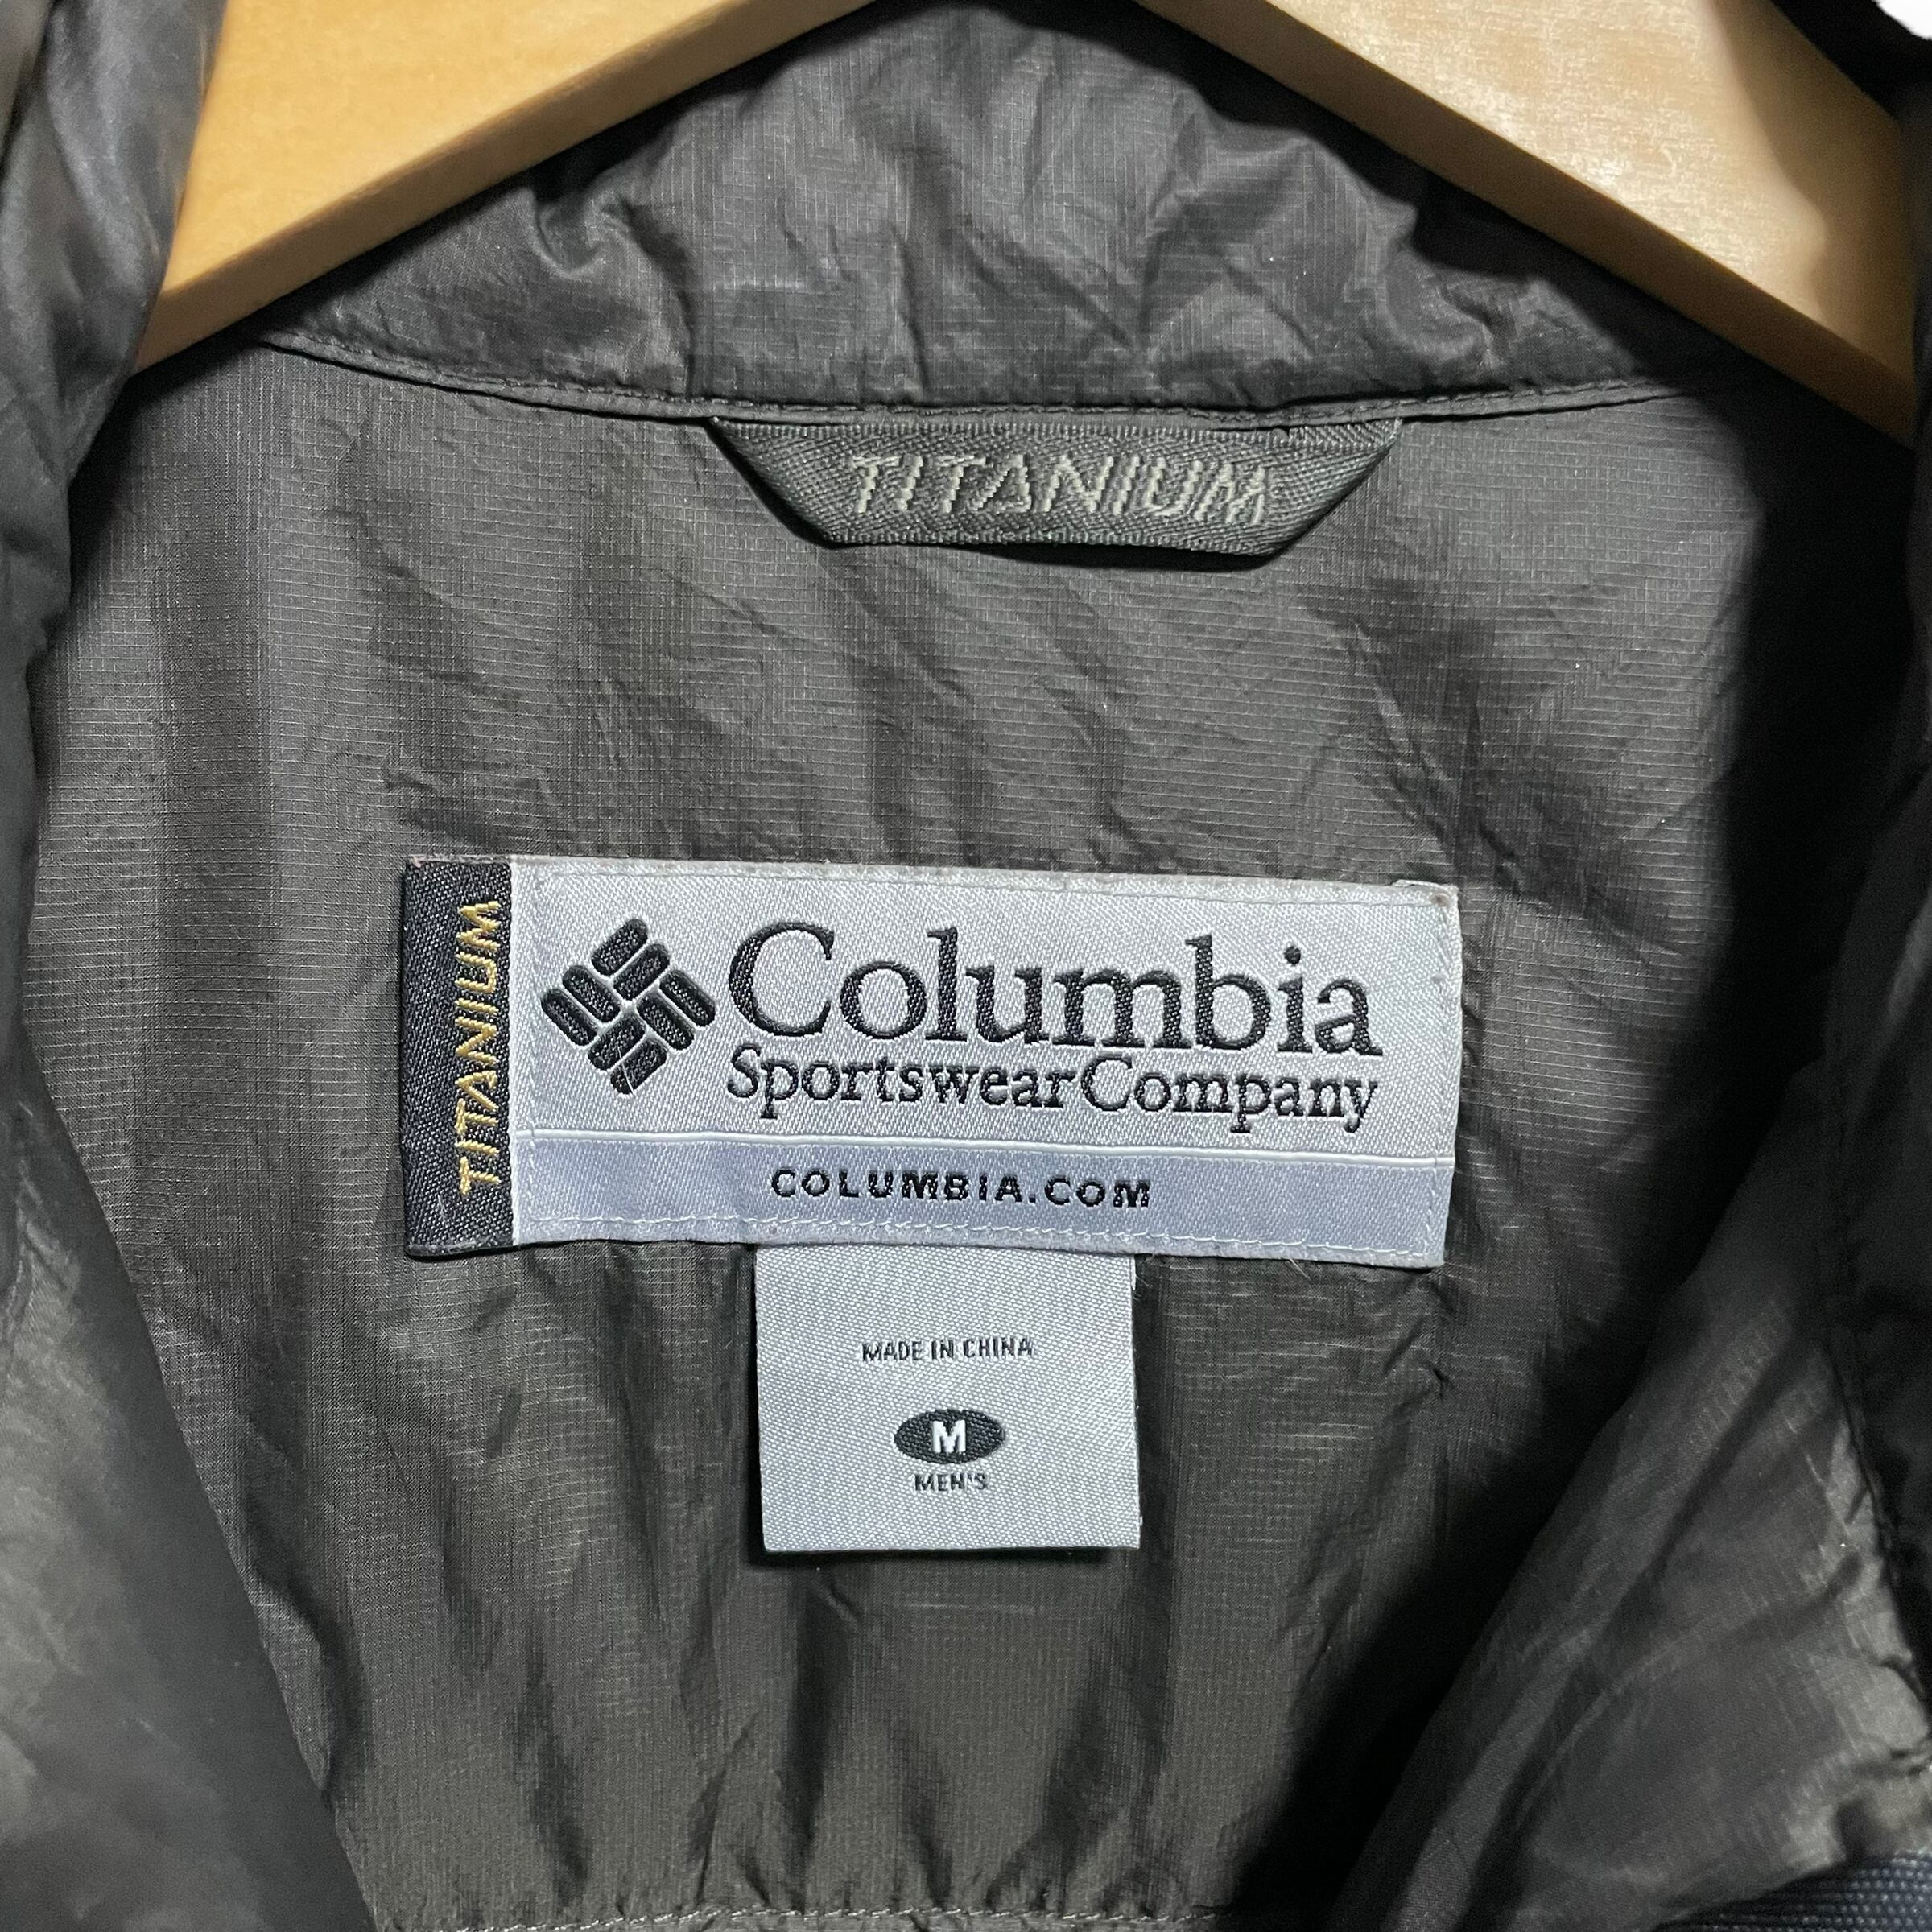 TITANIUM
TITANIUM
Columbia
Sportswear Company
COLUMBIA.COM
MADE IN CHINA
M
MEN'S